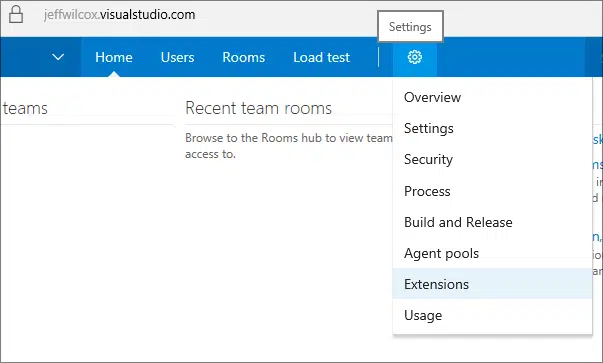 jeffwilcox.visualstudio.com
Settings
Home Users Rooms Load test
teams
Recent team rooms
Browse to the Rooms hub to view team
access to.
Overview
Settings
Security
Process
Build and Release
Agent pools
Extensions
Usage